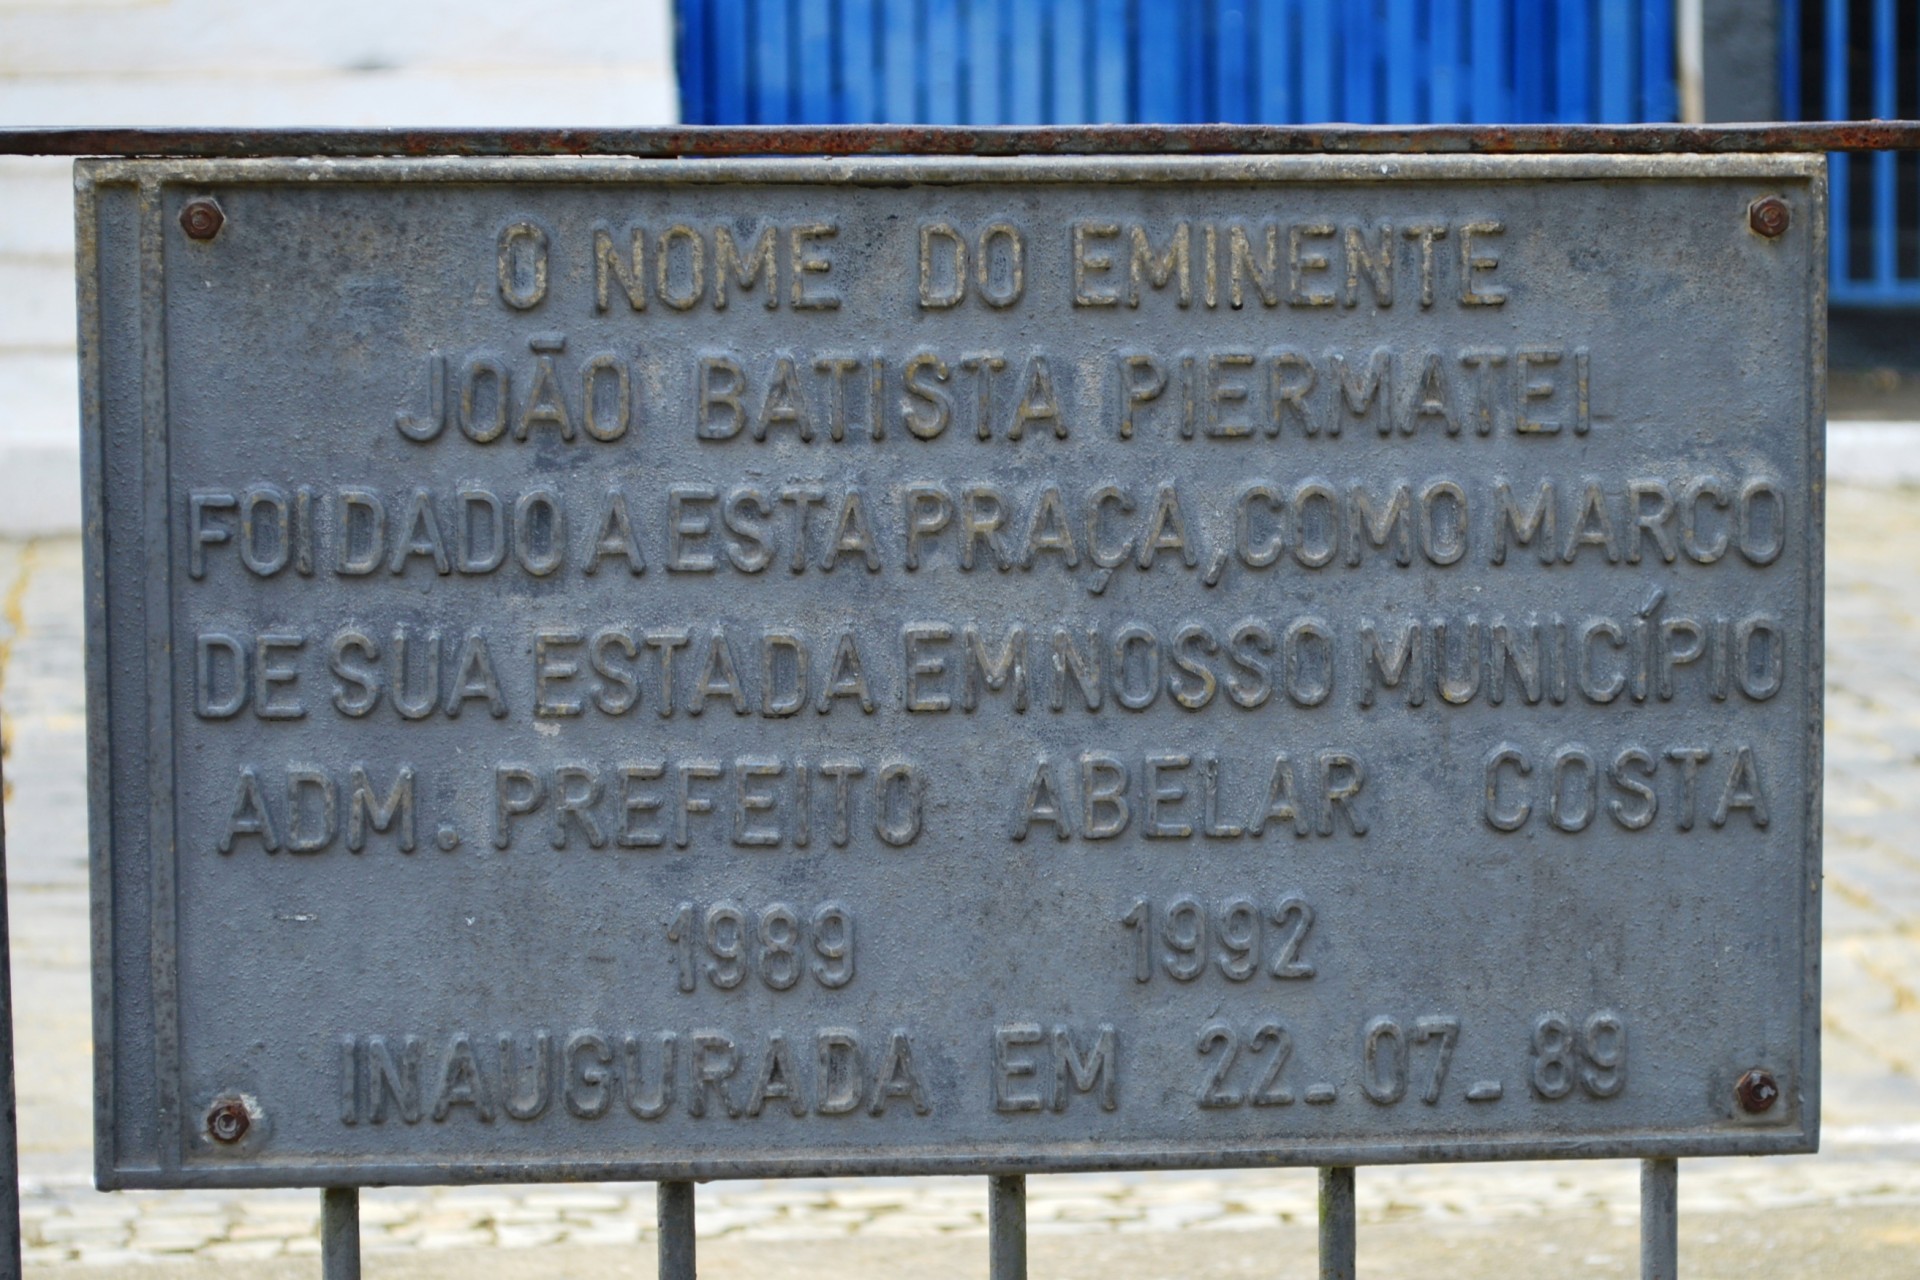 O NOME DO EMINENTE
JOÃO BATISTA PIERMATEI
FOI DADO A ESTA PRAÇA, COMO MARCO
DE SUA ESTADA EM NOSSO MUNICÍPIO
ADM. PREFEITO ABELAR COSTA
1989 1992
INAUGURADA EM 22-07-89